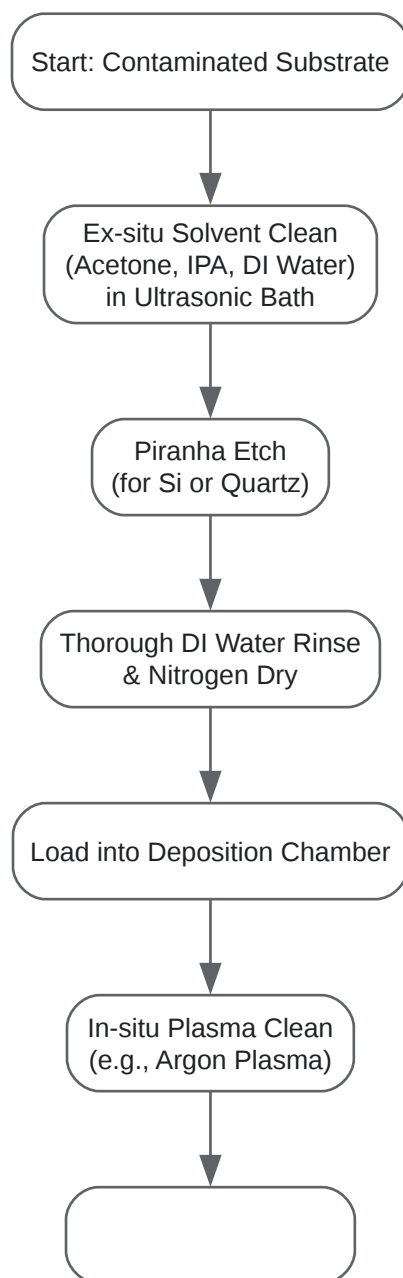 Start: Contaminated Substrate
Ex-situ Solvent Clean
(Acetone, IPA, DI Water)
in Ultrasonic Bath
Piranha Etch
(for Si or Quartz)
Thorough DI Water Rinse
& Nitrogen Dry
Load into Deposition Chamber
In-situ Plasma Clean
(e.g., Argon Plasma)